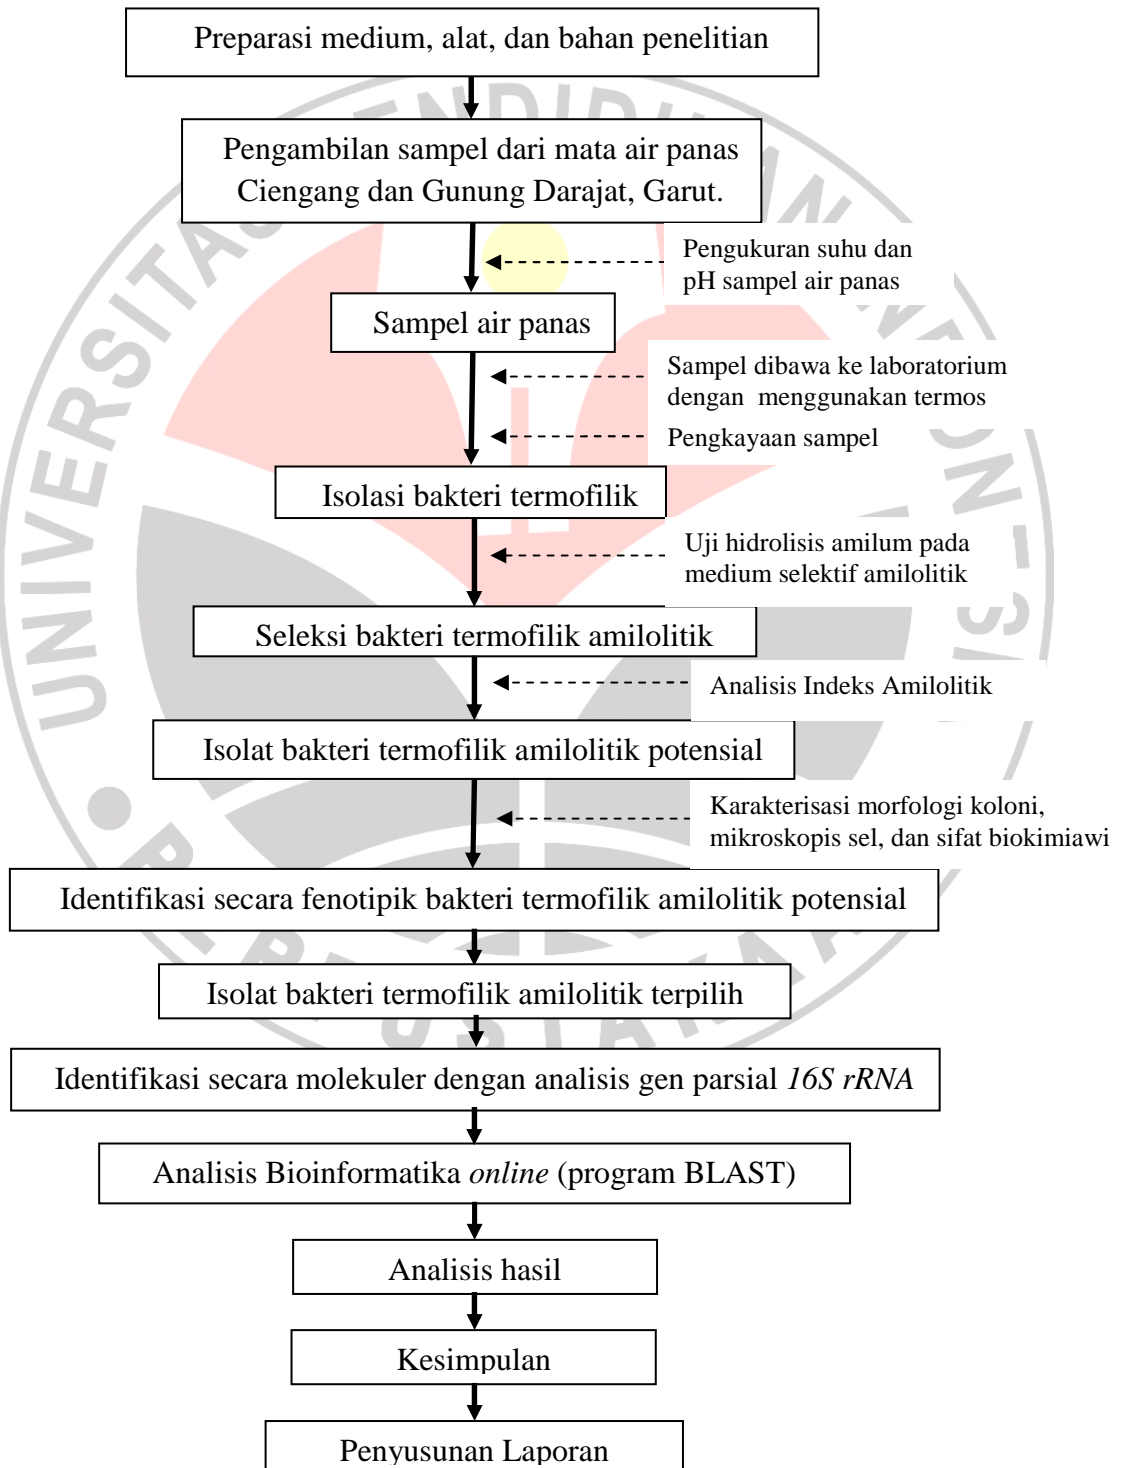 Preparasi medium, alat, dan bahan penelitian
Pengambilan sampel dari mata air panas
Ciengang dan Gunung Darajat, Garut.
Pengukuran suhu dan
pH sampel air panas
Sampel air panas
Sampel dibawa ke laboratorium
dengan menggunakan termos
Pengkayaan sampel
Isolasi bakteri termofilik
Uji hidrolisis amilum pada
medium selektif amilolitik
Seleksi bakteri termofilik amilolitik
Analisis Indeks Amilolitik
Isolat bakteri termofilik amilolitik potensial
Karakterisasi morfologi koloni,
mikroskopis sel, dan sifat biokimiawi
Identifikasi secara fenotipik bakteri termofilik amilolitik potensial
Isolat bakteri termofilik amilolitik terpilih
Identifikasi secara molekuler dengan analisis gen parsial 16S rRNA
Analisis Bioinformatika online (program BLAST)
Analisis hasil
Kesimpulan
Penyusunan Laporan